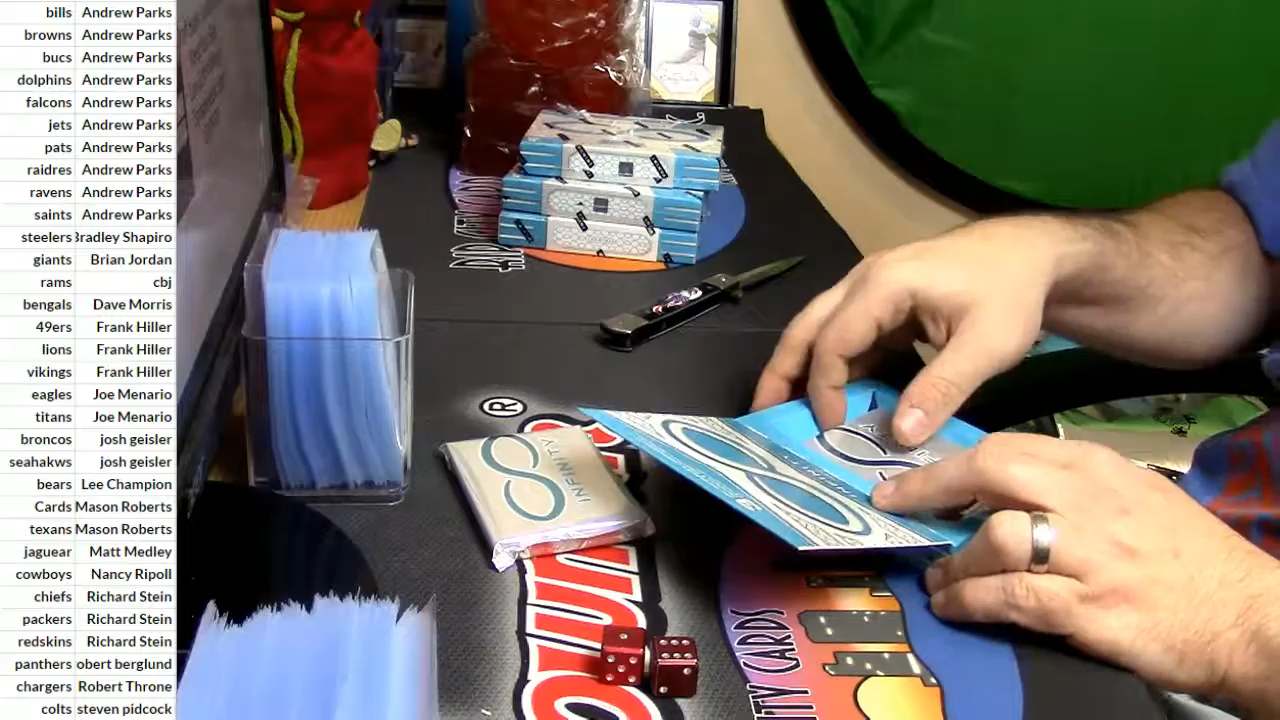 bills Andrew Parks
browns Andrew Parks
bucs Andrew Parks
dolphins Andrew Parks
falcons Andrew Parks
jets Andrew Parks
pats Andrew Parks
raidres Andrew Parks
ravens Andrew Parks
saints Andrew Parks
steelers Bradley Shapiro
giants Brian Jordan
rams cbj
bengals Dave Morris
49ers Frank Hiller
lions Frank Hiller
vikings Frank Hiller
eagles Joe Menario
titans Joe Menario
broncos josh geisler
seahakws josh geisler
bears Lee Champion
Cards Mason Roberts
texans Mason Roberts
jaguear Matt Medley
cowboys Nancy Ripoll
chiefs Richard Stein
packers Richard Stein
redskins Richard Stein
panthers obert berglund
chargers Robert Throne
colts steven pidcock
RIP CITY CAR
®
INFINITY
INFINITY
ITY CARDS